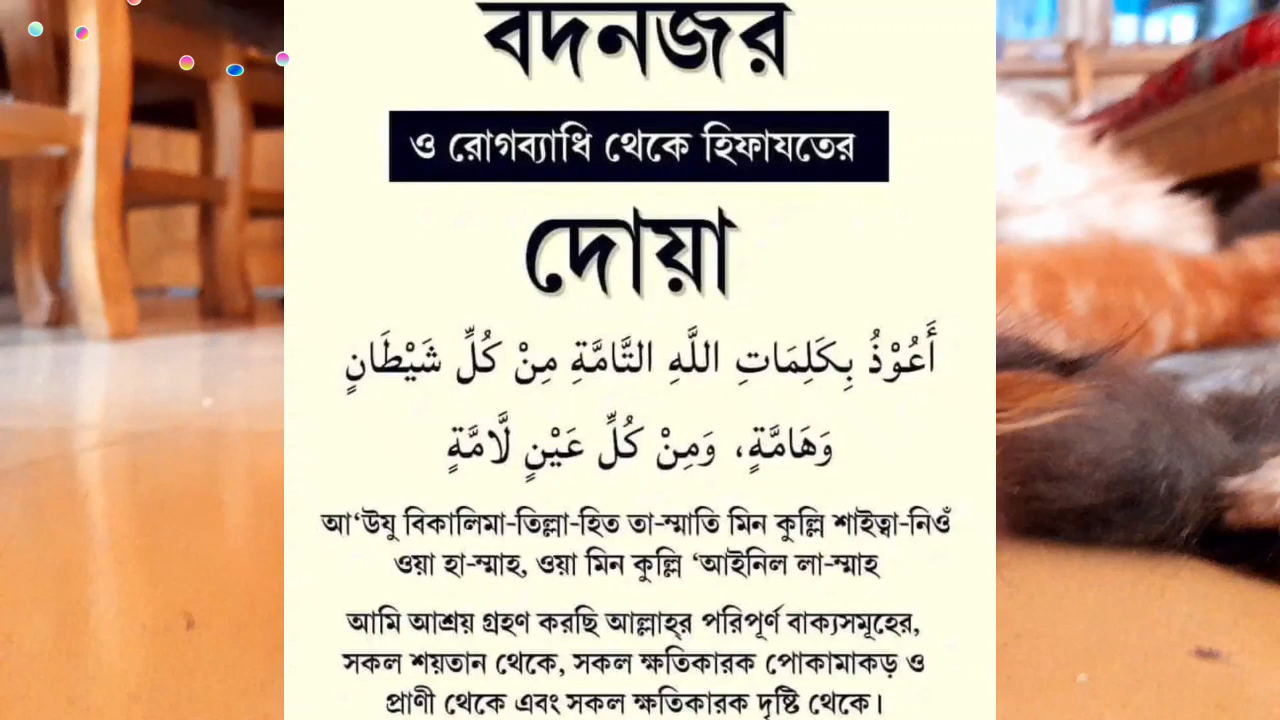 বদনজর
ও রোগব্যাধি থেকে হিফাযতের
দোয়া
أَعُوْذُ بِكَلِمَاتِ اللَّهِ التَّامَّةِ مِنْ كُلِّ شَيْطَانٍ
وَهَامَّةٍ، وَمِنْ كُلِّ عَيْنٍ لَّامَّةٍ
আ‘উযু বিকালিমা-তিল্লা-হিত তা-ম্মাতি মিন কুল্লি শাইত্বা-নিওঁ
ওয়া হা-ম্মাহ, ওয়া মিন কুল্লি ‘আইনিল লা-ম্মাহ
আমি আশ্রয় গ্রহণ করছি আল্লাহ্‌র পরিপূর্ণ বাক্যসমূহের,
সকল শয়তান থেকে, সকল ক্ষতিকারক পোকামাকড় ও
প্রাণী থেকে এবং সকল ক্ষতিকারক দৃষ্টি থেকে।